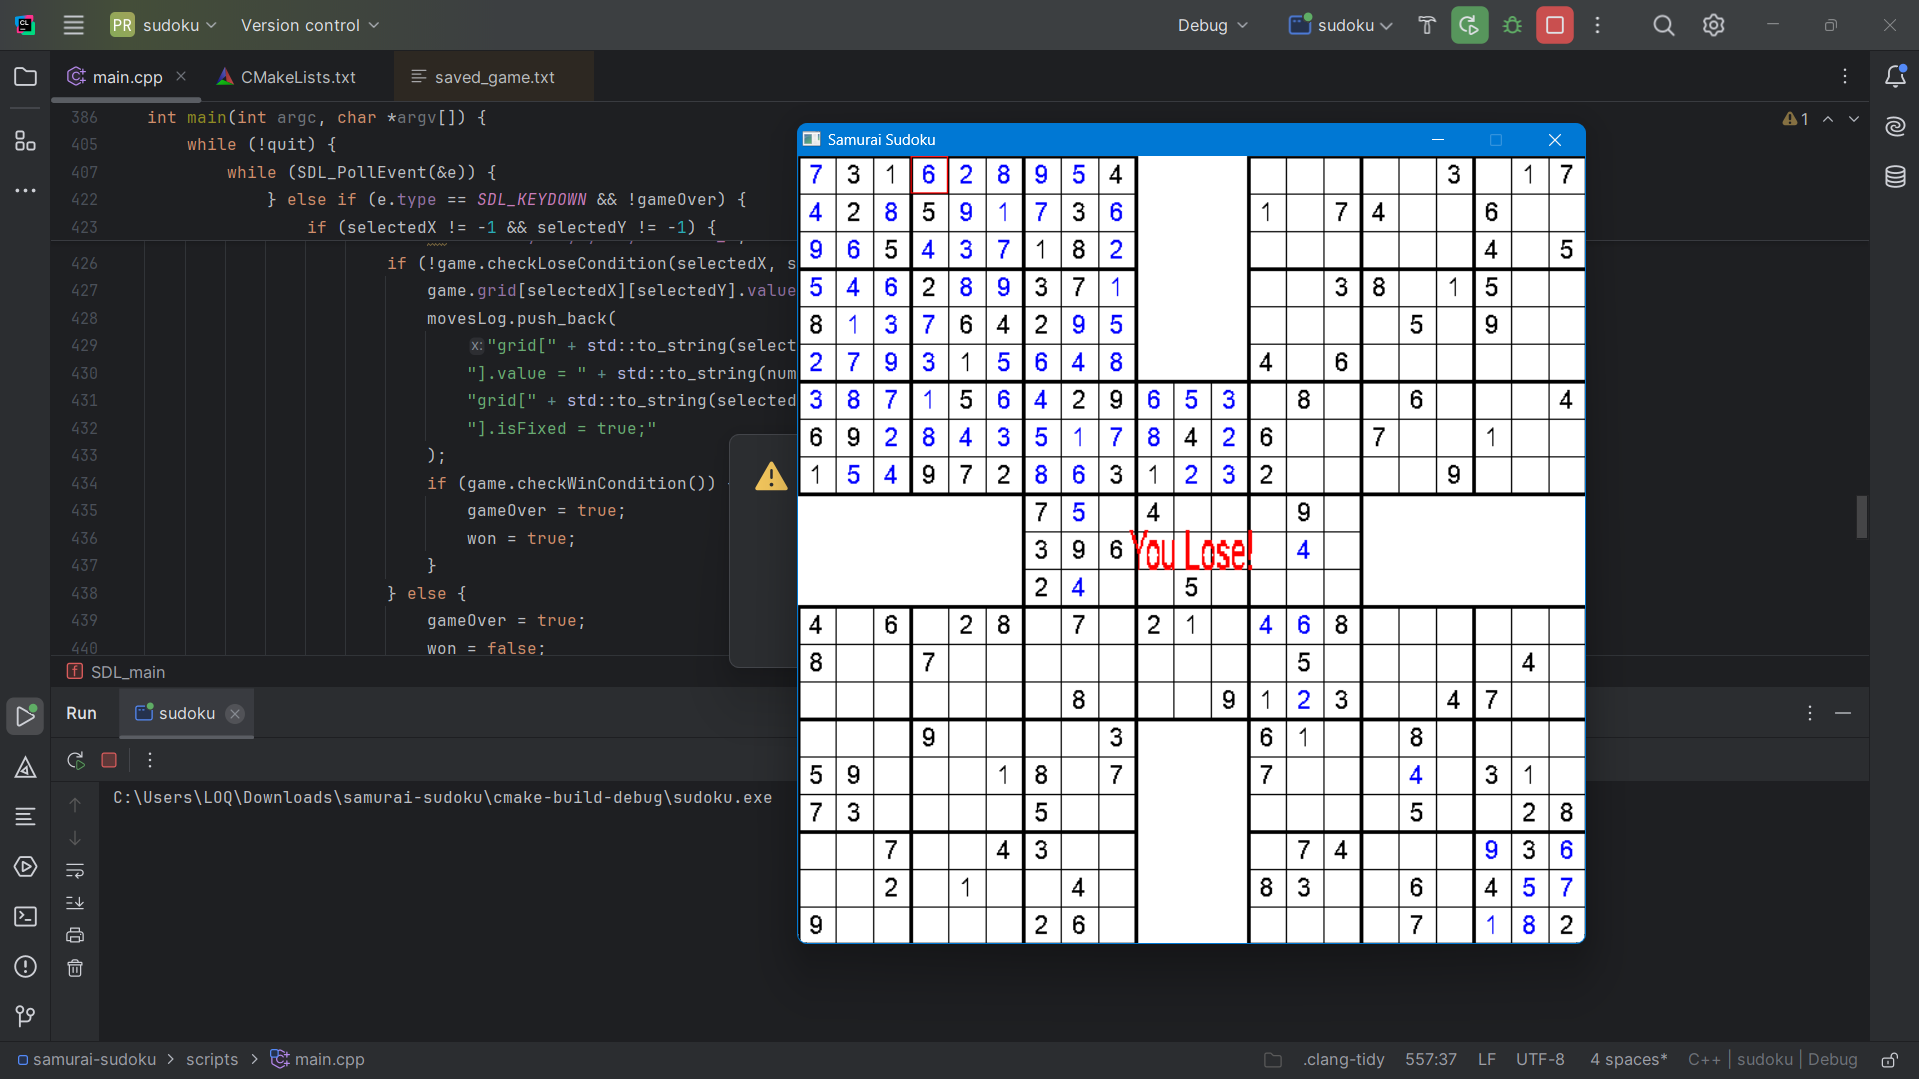 PR sudoku Version control Debug sudoku
main.cpp CMakeLists.txt saved_game.txt
386 int main(int argc, char *argv[]) {
405 while (!quit) {
407 while (SDL_PollEvent(&e)) {
422 } else if (e.type == SDL_KEYDOWN && !gameOver) {
423 if (selectedX != -1 && selectedY != -1) {
426 if (!game.checkLoseCondition(selectedX, s
427 game.grid[selectedX][selectedY].value
428 movesLog.push_back(
429 x: "grid[" + std::to_string(select
430 "].value = " + std::to_string(num
431 "grid[" + std::to_string(selected
432 "].isFixed = true;"
433 );
434 if (game.checkWinCondition())
435 gameOver = true;
436 won = true;
437 }
438 } else {
439 gameOver = true;
440 won = false;
1
SDL_main
Samurai Sudoku
7 3 1 6 2 8 9 5 4 3 1 7
4 2 8 5 9 1 7 3 6 1 7 4 6
9 6 5 4 3 7 1 8 2 4 5
5 4 6 2 8 9 3 7 1 3 8 1 5
8 1 3 7 6 4 2 9 5 5 9
2 7 9 3 1 5 6 4 8 4 6
3 8 7 1 5 6 4 2 9 6 5 3 8 6 4
6 9 2 8 4 3 5 1 7 8 4 2 6 7 1
1 5 4 9 7 2 8 6 3 1 2 3 2 9
7 5 4 9
3 9 6 4
You Lose!
2 4 5
4 6 2 8 7 2 1 4 6 8
8 7 5 4
8 9 1 2 3 4 7
9 3 6 1 8
5 9 1 8 7 7 4 3 1
7 3 5 5 2 8
7 4 3 7 4 9 3 6
2 1 4 8 3 6 4 5 7
9 2 6 7 1 8 2
Run sudoku
C:\Users\LOQ\Downloads\samurai-sudoku\cmake-build-debug\sudoku.exe
samurai-sudoku > scripts > main.cpp .clang-tidy 557:37 LF UTF-8 4 spaces* C++ | sudoku | Debug